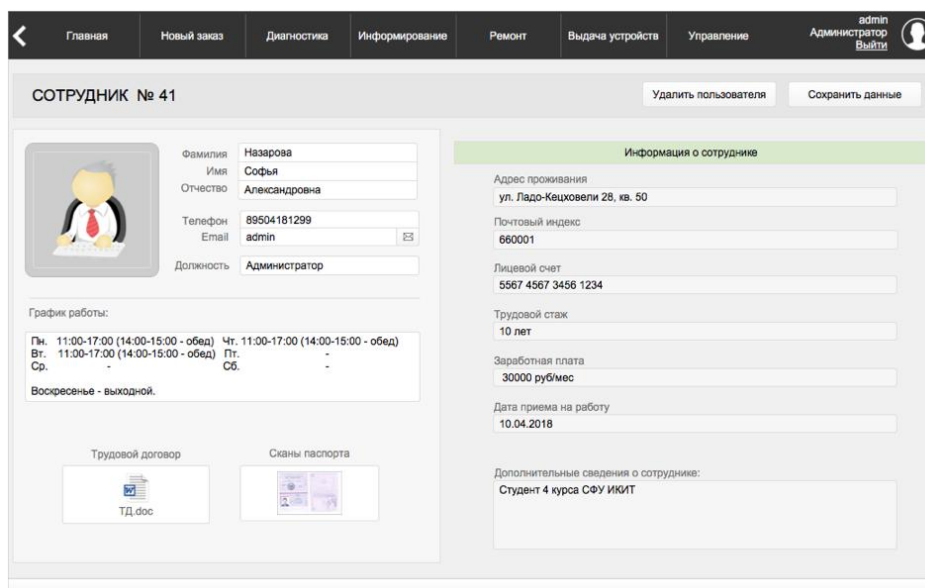 Главная Новый заказ Диагностика Информирование Ремонт Выдача устройств Управление
admin
Администратор
Выйти
СОТРУДНИК № 41
Удалить пользователя Сохранить данные
Фамилия Назарова
Имя Софья
Отчество Александровна
Телефон 89504181299
Email admin
Должность Администратор
График работы:
Пн. 11:00-17:00 (14:00-15:00 - обед) Чт. 11:00-17:00 (14:00-15:00 - обед)
Вт. 11:00-17:00 (14:00-15:00 - обед) Пт. -
Ср. - Сб. -
Воскресенье - выходной.
Трудовой договор Сканы паспорта
ТД.doc
Информация о сотруднике
Адрес проживания
ул. Ладо-Кецховели 28, кв. 50
Почтовый индекс
660001
Лицевой счет
5567 4567 3456 1234
Трудовой стаж
10 лет
Заработная плата
30000 руб/мес
Дата приема на работу
10.04.2018
Дополнительные сведения о сотруднике:
Студент 4 курса СФУ ИКИТ